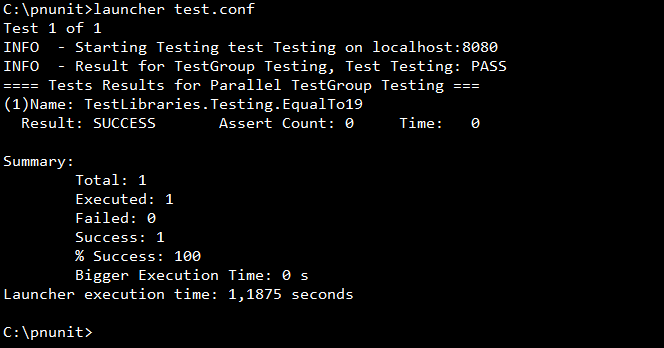 C:\pnunit>launcher test.conf
Test 1 of 1
INFO  - Starting Testing test Testing on localhost:8080
INFO  - Result for TestGroup Testing, Test Testing: PASS
==== Tests Results for Parallel TestGroup Testing ===
(1)Name: TestLibraries.Testing.EqualTo19
  Result: SUCCESS       Assert Count: 0     Time:   0
Summary:
        Total: 1
        Executed: 1
        Failed: 0
        Success: 1
        % Success: 100
        Bigger Execution Time: 0 s
Launcher execution time: 1,1875 seconds
C:\pnunit>